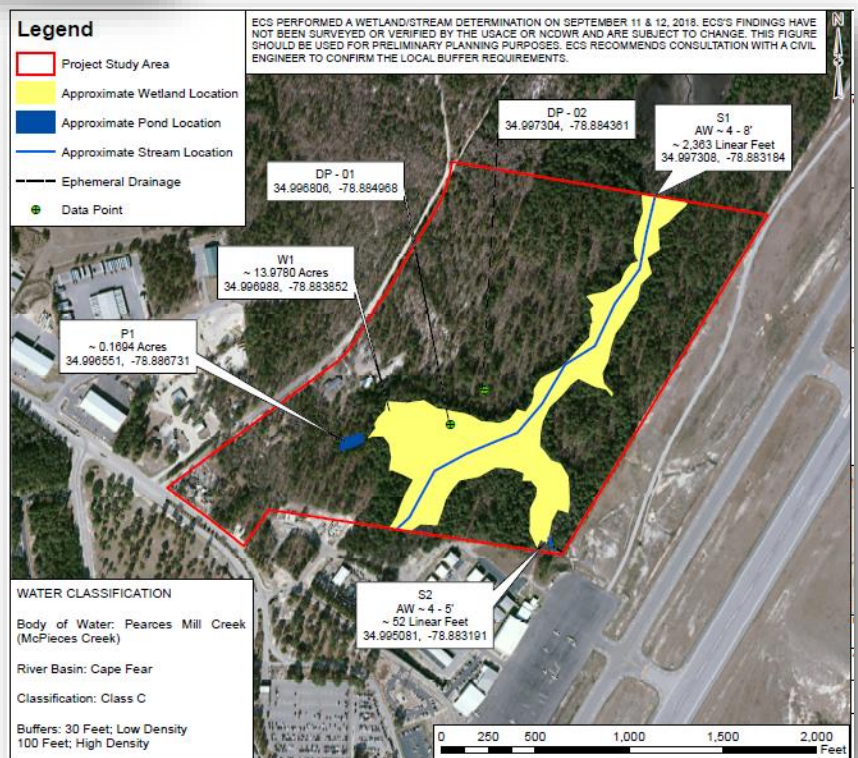 Legend
Project Study Area
Approximate Wetland Location
Approximate Pond Location
Approximate Stream Location
Ephemeral Drainage
Data Point
ECS PERFORMED A WETLAND/STREAM DETERMINATION ON SEPTEMBER 11 & 12, 2018. ECS'S FINDINGS HAVE
NOT BEEN SURVEYED OR VERIFIED BY THE USACE OR NCDWR AND ARE SUBJECT TO CHANGE. THIS FIGURE
SHOULD BE USED FOR PRELIMINARY PLANNING PURPOSES. ECS RECOMMENDS CONSULTATION WITH A CIVIL
ENGINEER TO CONFIRM THE LOCAL BUFFER REQUIREMENTS.
N
DP - 02
34.997304, -78.884361
S1
AW ~ 4 - 8'
~ 2,363 Linear Feet
34.997308, -78.883184
DP - 01
34.996806, -78.884968
W1
~ 13.9780 Acres
34.996988, -78.883852
P1
~ 0.1694 Acres
34.996551, -78.886731
S2
AW ~ 4 - 5'
~ 52 Linear Feet
34.995081, -78.883191
WATER CLASSIFICATION
Body of Water: Pearces Mill Creek
(McPieces Creek)
River Basin: Cape Fear
Classification: Class C
Buffers: 30 Feet; Low Density
100 Feet; High Density
0 250 500 1,000 1,500 2,000
Feet